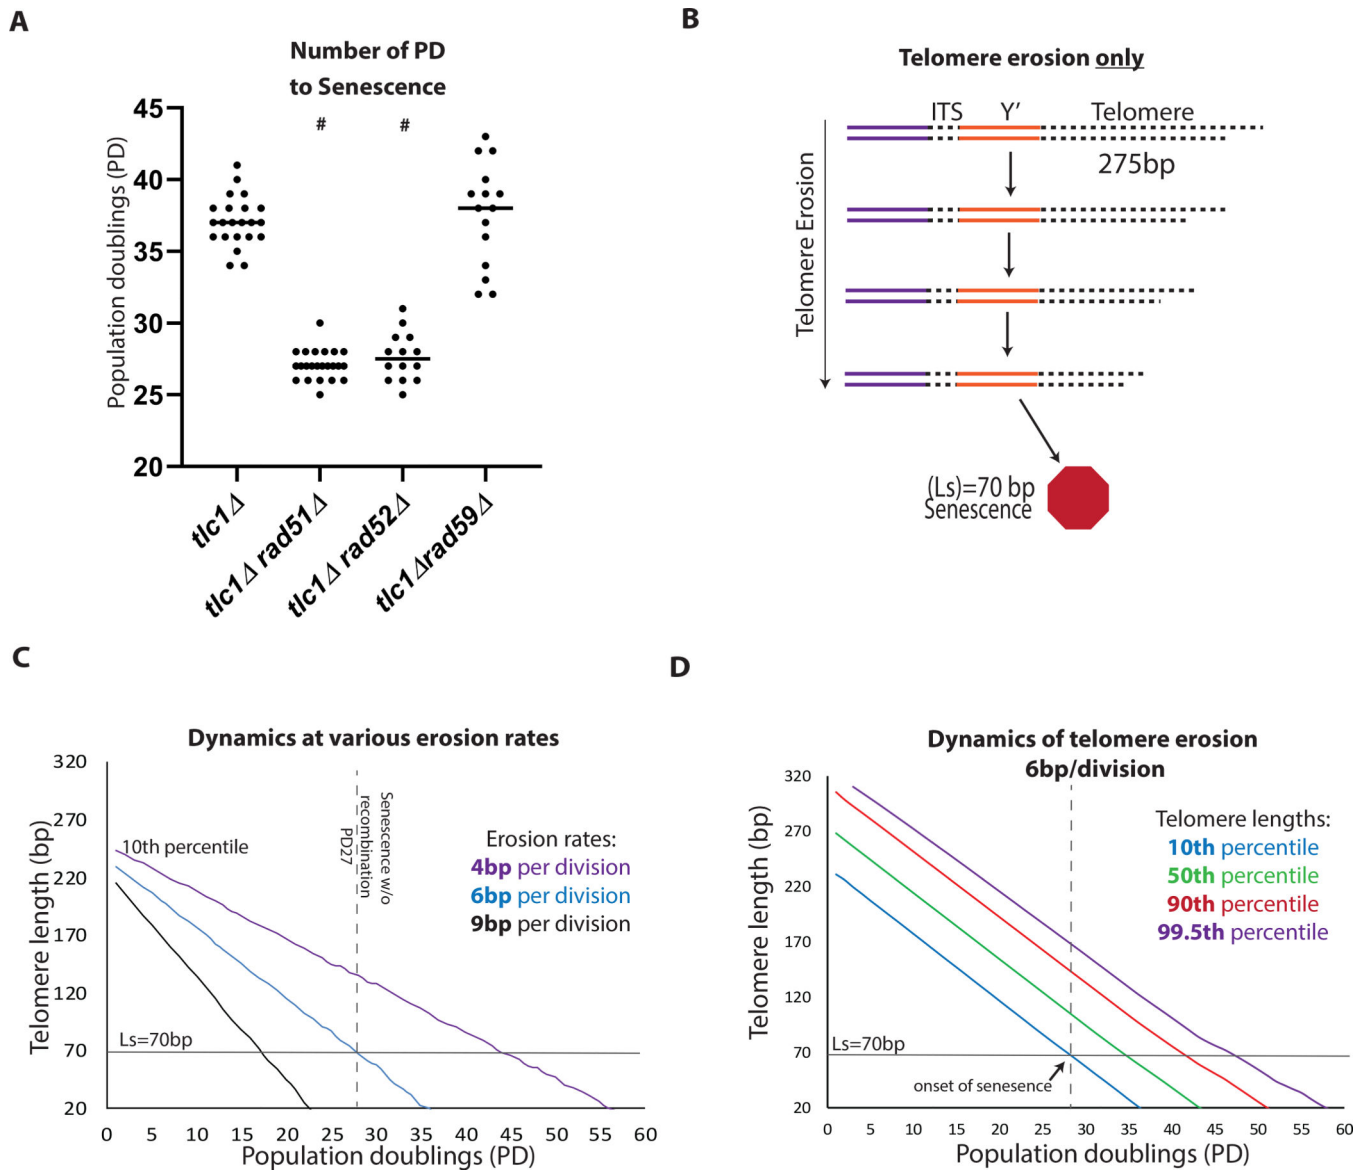 A
Number of PD
to Senescence
Population doublings (PD)
45
40
35
30
25
20
#
#
tlc1Δ
tlc1Δ rad51Δ
tlc1Δ rad52Δ
tlc1Δrad59Δ
B
Telomere erosion only
ITS Y’ Telomere
275bp
Telomere Erosion
(Ls)=70 bp
Senescence
C
Dynamics at various erosion rates
Telomere length (bp)
320
270
220
170
120
70
20
10th percentile
Senescence w/o
recombination
PD27
Erosion rates:
4bp per division
6bp per division
9bp per division
Ls=70bp
0 5 10 15 20 25 30 35 40 45 50 55 60
Population doublings (PD)
D
Dynamics of telomere erosion
6bp/division
Telomere length (bp)
320
270
220
170
120
70
20
Telomere lengths:
10th percentile
50th percentile
90th percentile
99.5th percentile
Ls=70bp
onset of senesence
0 5 10 15 20 25 30 35 40 45 50 55 60
Population doublings (PD)